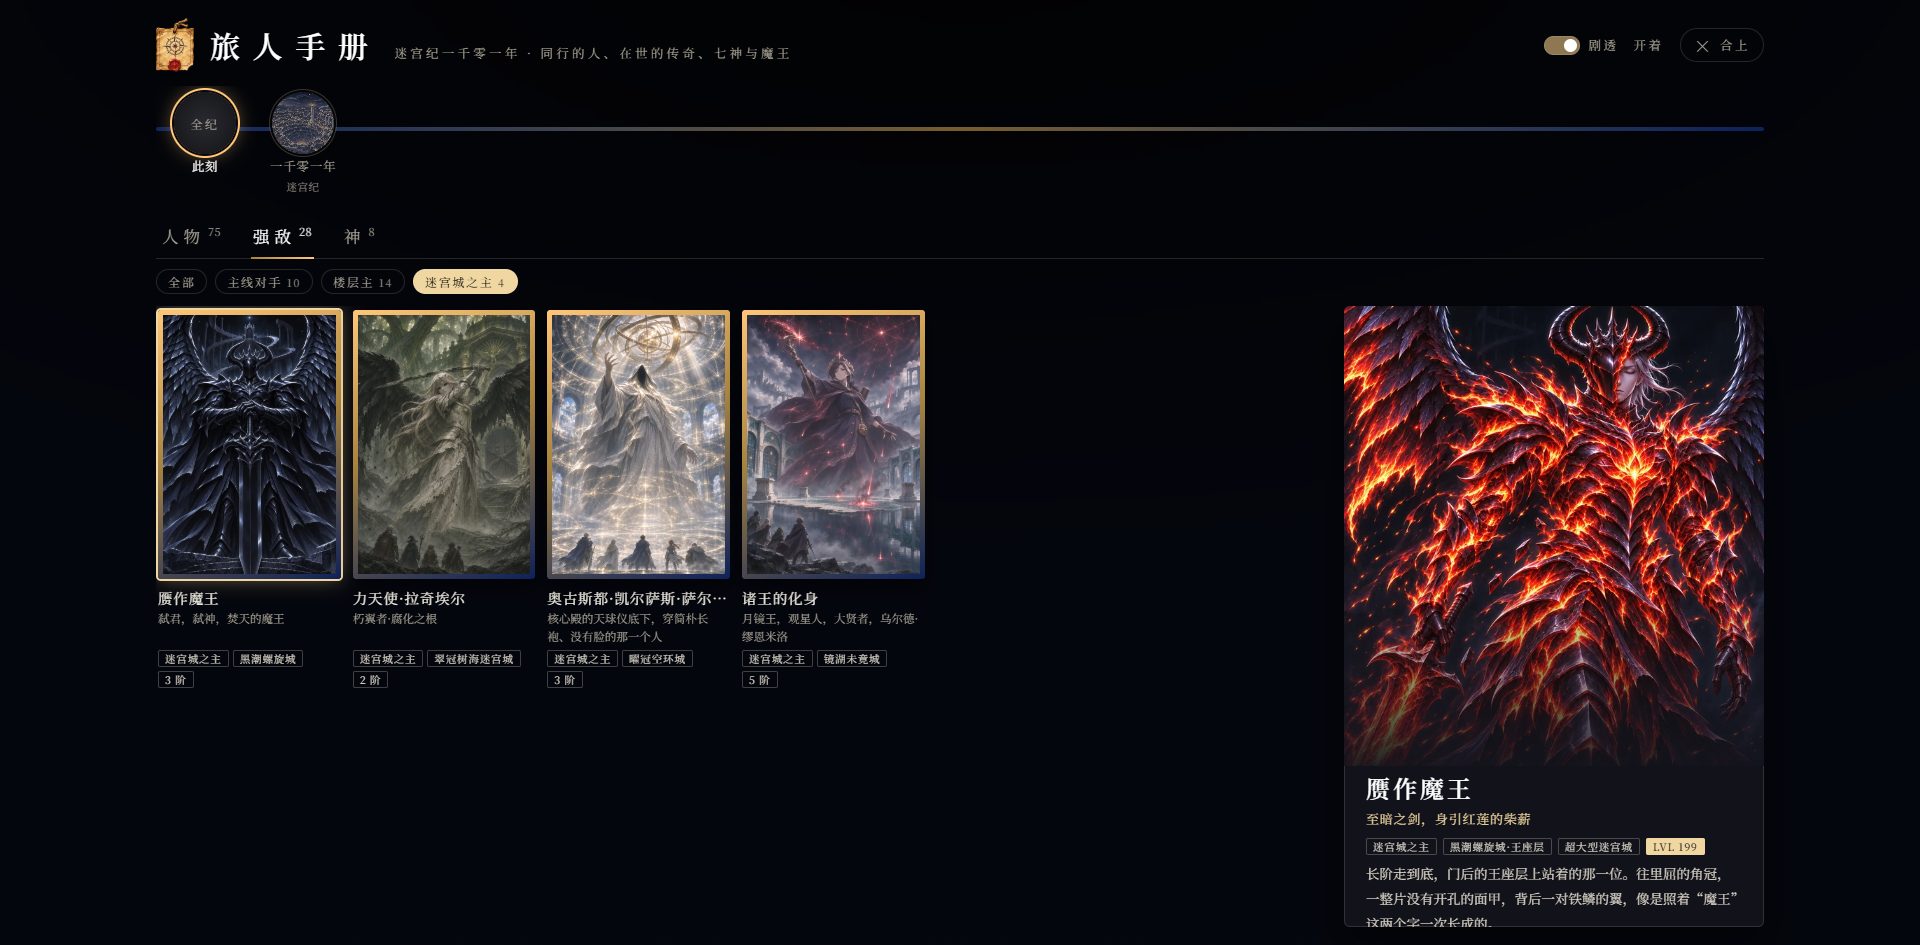 旅人手册
迷宫纪一千零一年 · 同行的人、在世的传奇、七神与魔王
剧透 开着
合上
全纪
此刻
一千零一年
迷宫纪
人物 75
强敌 28
神 8
全部
主线对手 10
楼层主 14
迷宫城之主 4
赝作魔王
弑君，弑神，焚天的魔王
迷宫城之主 黑潮螺旋城
3 阶
力天使·拉奇埃尔
朽翼者·腐化之根
迷宫城之主 翠冠树海迷宫城
2 阶
奥古斯都·凯尔萨斯·萨尔…
核心殿的天球仪底下，穿简朴长
袍、没有脸的那一个人
迷宫城之主 曜冠空环城
3 阶
诸王的化身
月镜王，观星人，大贤者，乌尔德·
缪恩米洛
迷宫城之主 镜湖未竟城
5 阶
赝作魔王
至暗之剑，身引红莲的柴薪
迷宫城之主 黑潮螺旋城·王座层 超大型迷宫城 LVL 199
长阶走到底，门后的王座层上站着的那一位。往里屈的角冠，
一整片没有开孔的面甲，背后一对铁鳞的翼，像是照着“魔王”
这两个字一次长成的。